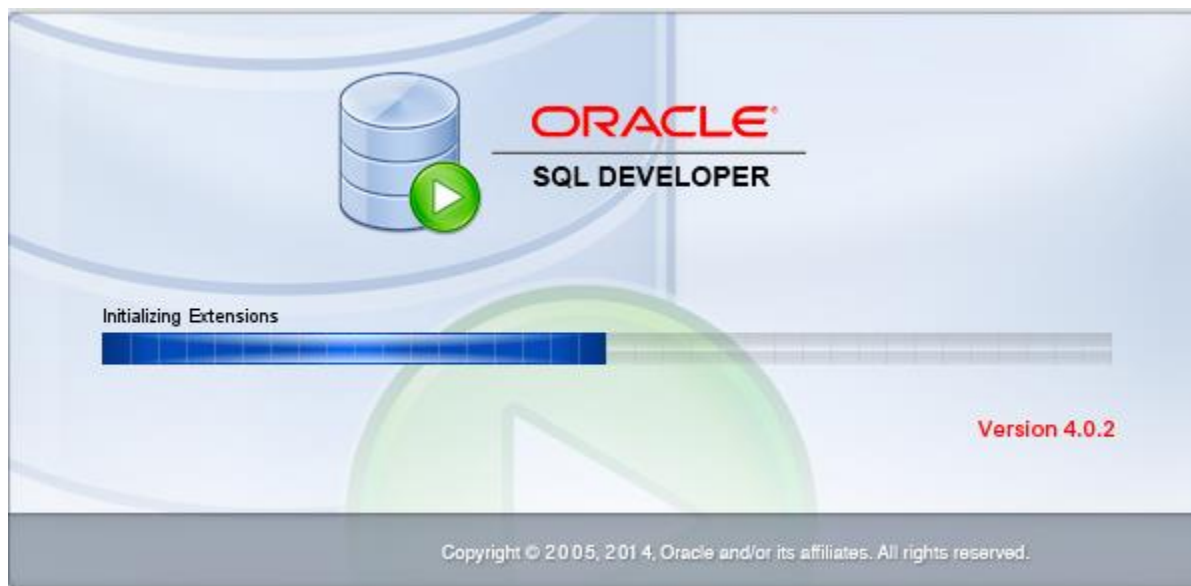 ORACLE®
SQL DEVELOPER
Initializing Extensions
Version 4.0.2
Copyright © 2005, 2014, Oracle and/or its affiliates. All rights reserved.